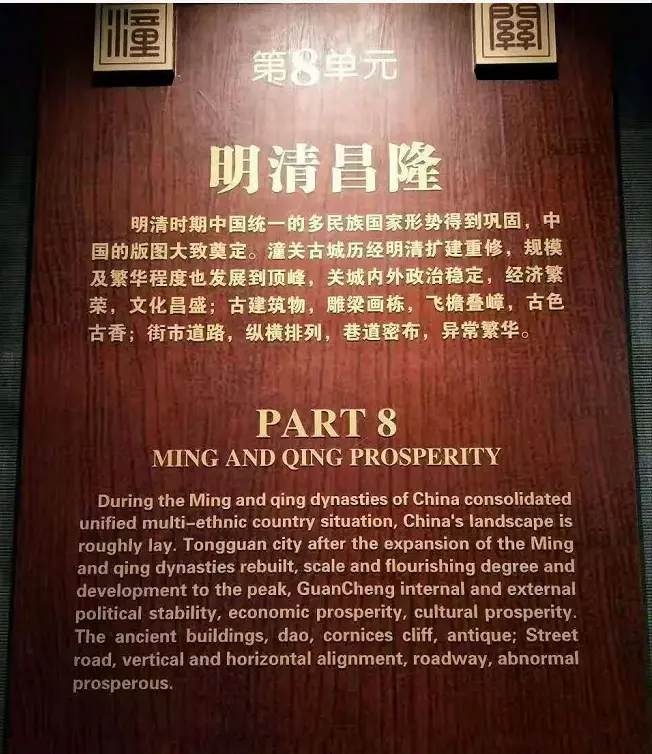 潼 關
第8单元
明清昌隆
明清时期中国统一的多民族国家形势得到巩固，中
国的版图大致奠定。潼关古城历经明清扩建重修，规模
及繁华程度也发展到顶峰，关城内外政治稳定，经济繁
荣，文化昌盛；古建筑物，雕梁画栋，飞檐叠嶂，古色
古香；街市道路，纵横排列，巷道密布，异常繁华。
PART 8
MING AND QING PROSPERITY
During the Ming and qing dynasties of China consolidated
unified multi-ethnic country situation, China's landscape is
roughly lay. Tongguan city after the expansion of the Ming
and qing dynasties rebuilt, scale and flourishing degree and
development to the peak, GuanCheng internal and external
political stability, economic prosperity, cultural prosperity.
The ancient buildings, dao, cornices cliff, antique; Street
road, vertical and horizontal alignment, roadway, abnormal
prosperous.